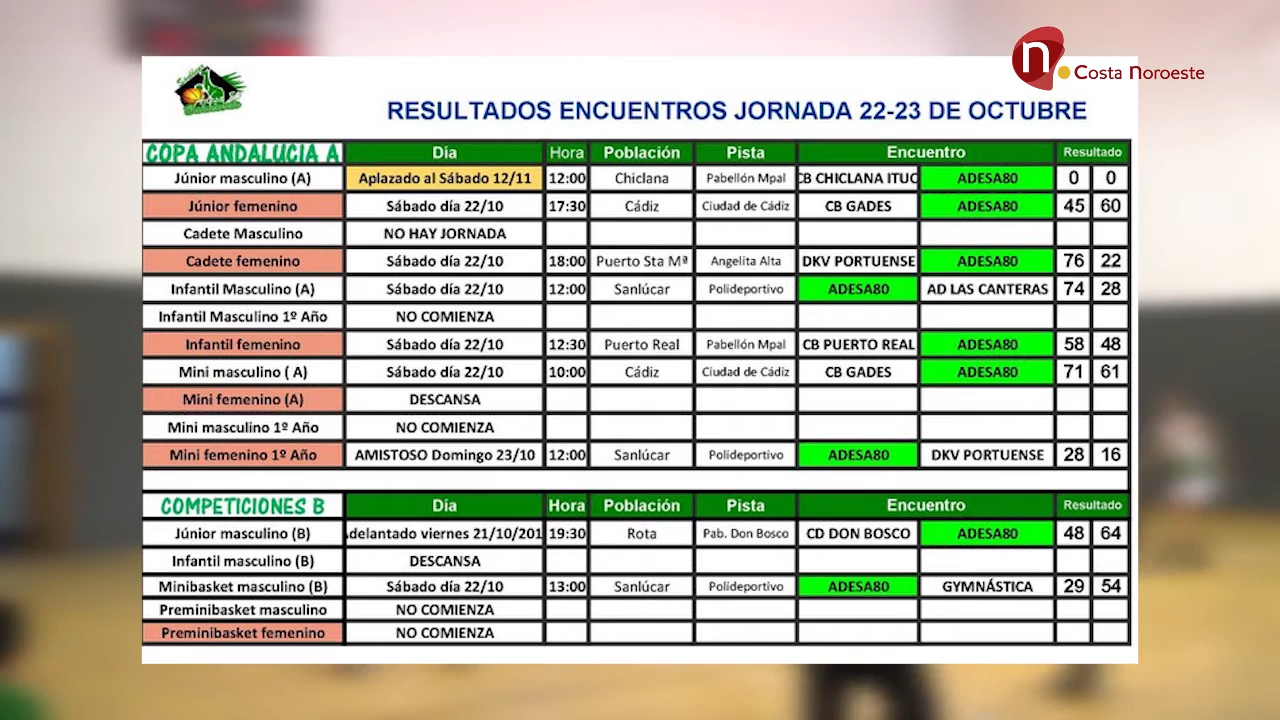 n. Costa Noroeste
RESULTADOS ENCUENTROS JORNADA 22-23 DE OCTUBRE
COPA ANDALUCIA A Día Hora Población Pista Encuentro Resultado
Júnior masculino (A) Aplazado al Sábado 12/11 12:00 Chiclana Pabellón Mpal CB CHICLANA ITUC ADESA80 0 0
Júnior femenino Sábado día 22/10 17:30 Cádiz Ciudad de Cádiz CB GADES ADESA80 45 60
Cadete Masculino NO HAY JORNADA
Cadete femenino Sábado día 22/10 18:00 Puerto Sta Mª Angelita Alta DKV PORTUENSE ADESA80 76 22
Infantil Masculino (A) Sábado día 22/10 12:00 Sanlúcar Polideportivo ADESA80 AD LAS CANTERAS 74 28
Infantil Masculino 1º Año NO COMIENZA
Infantil femenino Sábado día 22/10 12:30 Puerto Real Pabellón Mpal CB PUERTO REAL ADESA80 58 48
Mini masculino ( A) Sábado día 22/10 10:00 Cádiz Ciudad de Cádiz CB GADES ADESA80 71 61
Mini femenino (A) DESCANSA
Mini masculino 1º Año NO COMIENZA
Mini femenino 1º Año AMISTOSO Domingo 23/10 12:00 Sanlúcar Polideportivo ADESA80 DKV PORTUENSE 28 16
COMPETICIONES B Día Hora Población Pista Encuentro Resultado
Júnior masculino (B) delantado viernes 21/10/201 19:30 Rota Pab. Don Bosco CD DON BOSCO ADESA80 48 64
Infantil masculino (B) DESCANSA
Minibasket masculino (B) Sábado día 22/10 13:00 Sanlúcar Polideportivo ADESA80 GYMNÁSTICA 29 54
Preminibasket masculino NO COMIENZA
Preminibasket femenino NO COMIENZA